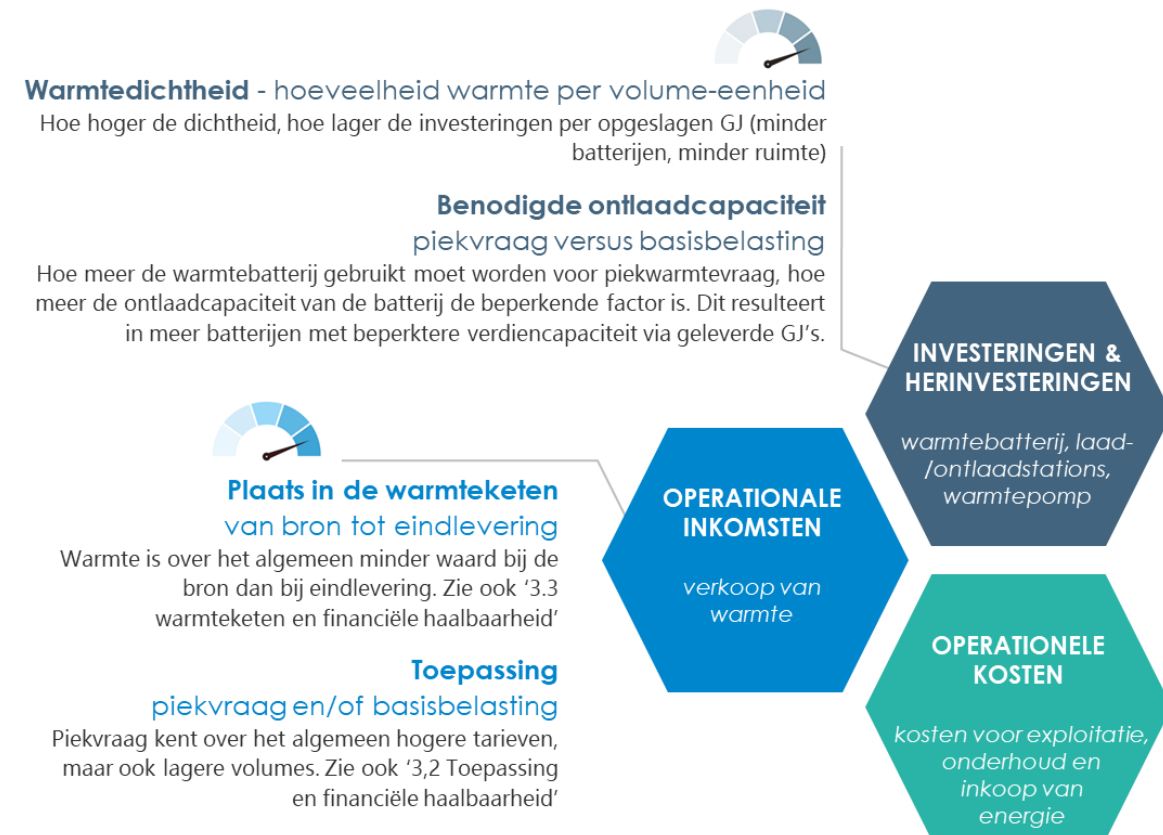 Warmtedichtheid - hoeveelheid warmte per volume-eenheid
Hoe hoger de dichtheid, hoe lager de investeringen per opgeslagen GJ (minder
batterijen, minder ruimte)
Benodigde ontlaadcapaciteit
piekvraag versus basisbelasting
Hoe meer de warmtebatterij gebruikt moet worden voor piekwarmtevraag, hoe
meer de ontlaadcapaciteit van de batterij de beperkende factor is. Dit resulteert
in meer batterijen met beperktere verdiencapaciteit via geleverde GJ's.
INVESTERINGEN &
HERINVESTERINGEN
warmtebatterij, laad-
/ontlaadstations,
warmtepomp
Plaats in de warmteketen
van bron tot eindlevering
Warmte is over het algemeen minder waard bij de
bron dan bij eindlevering. Zie ook ‘3.3
warmteketen en financiële haalbaarheid’
Toepassing
piekvraag en/of basisbelasting
Piekvraag kent over het algemeen hogere tarieven,
maar ook lagere volumes. Zie ook ‘3,2 Toepassing
en financiële haalbaarheid’
OPERATIONALE
INKOMSTEN
verkoop van
warmte
OPERATIONELE
KOSTEN
kosten voor exploitatie,
onderhoud en
inkoop van
energie